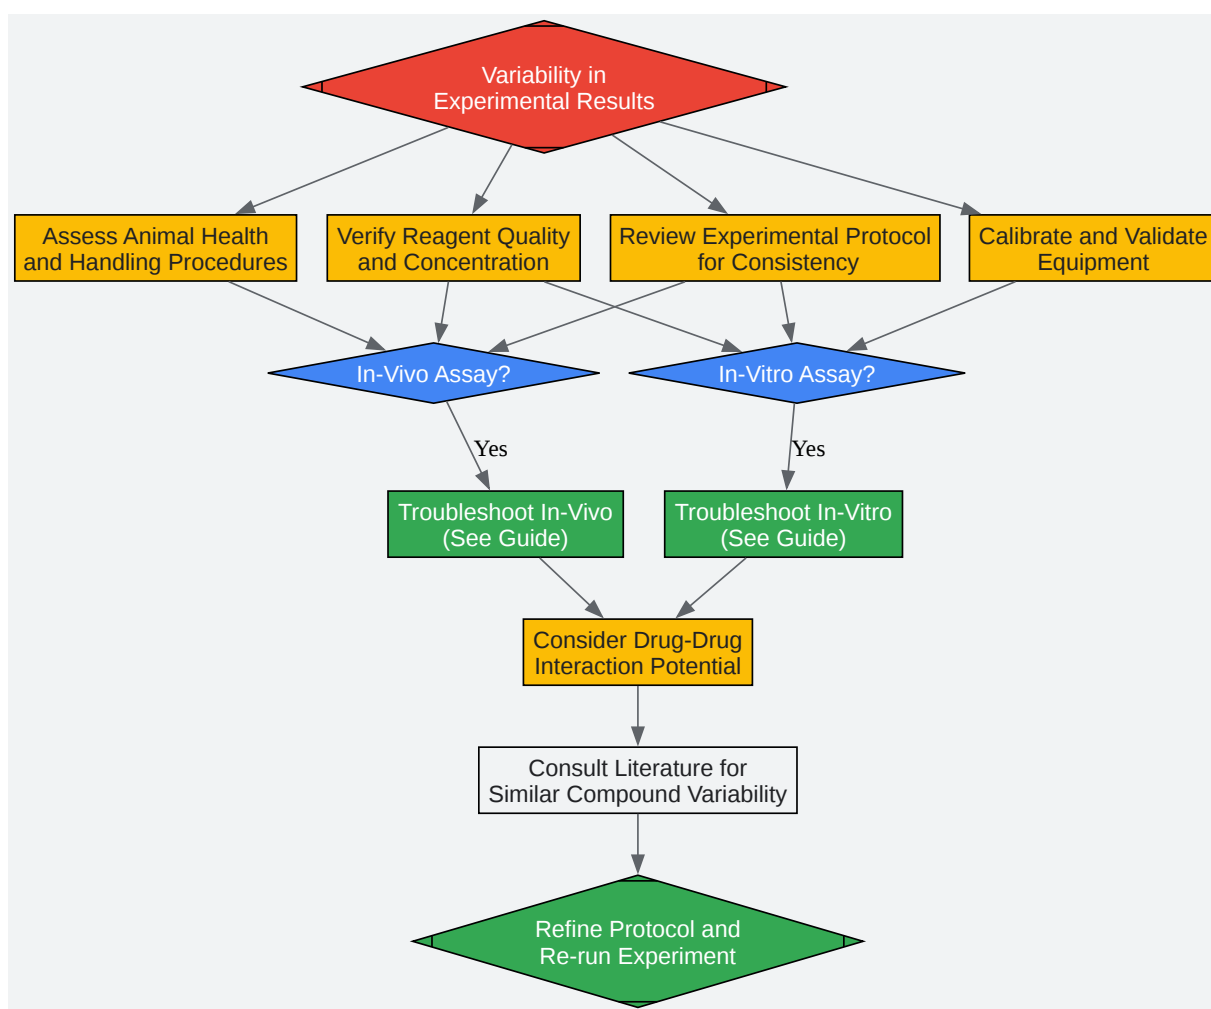 Variability in
Experimental Results
Assess Animal Health
and Handling Procedures
Verify Reagent Quality
and Concentration
Review Experimental Protocol
for Consistency
Calibrate and Validate
Equipment
In-Vivo Assay?
In-Vitro Assay?
Yes
Yes
Troubleshoot In-Vivo
(See Guide)
Troubleshoot In-Vitro
(See Guide)
Consider Drug-Drug
Interaction Potential
Consult Literature for
Similar Compound Variability
Refine Protocol and
Re-run Experiment